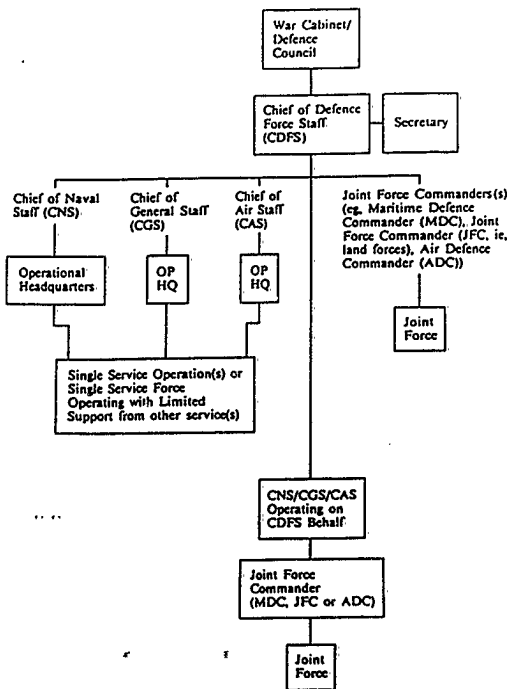 War Cabinet/
Defence
Council
Chief of Defence
Force Staff
(CDFS)
Secretary
Chief of Naval
Staff (CNS)
Chief of
General Staff
(CGS)
Chief of
Air Staff
(CAS)
Joint Force Commanders(s)
(eg, Maritime Defence
Commander (MDC), Joint
Force Commander (JFC, ie,
land forces), Air Defence
Commander (ADC))
Operational
Headquarters
OP
HQ
OP
HQ
Joint
Force
Single Service Operation(s) or
Single Service Force
Operating with Limited
Support from other service(s)
CNS/CGS/CAS
Operating on
CDFS Behalf
Joint Force
Commander
(MDC, JFC or ADC)
Joint
Force